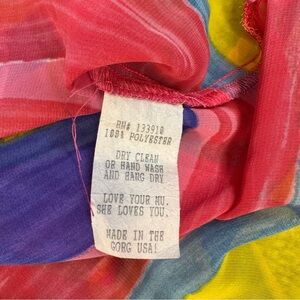 RN# 133918
100% POLYESTER
DRY CLEAN
OR HAND WASH
AND HANG DRY
LOVE YOUR MU.
SHE LOVES YOU.
MADE IN THE
GORG USA!